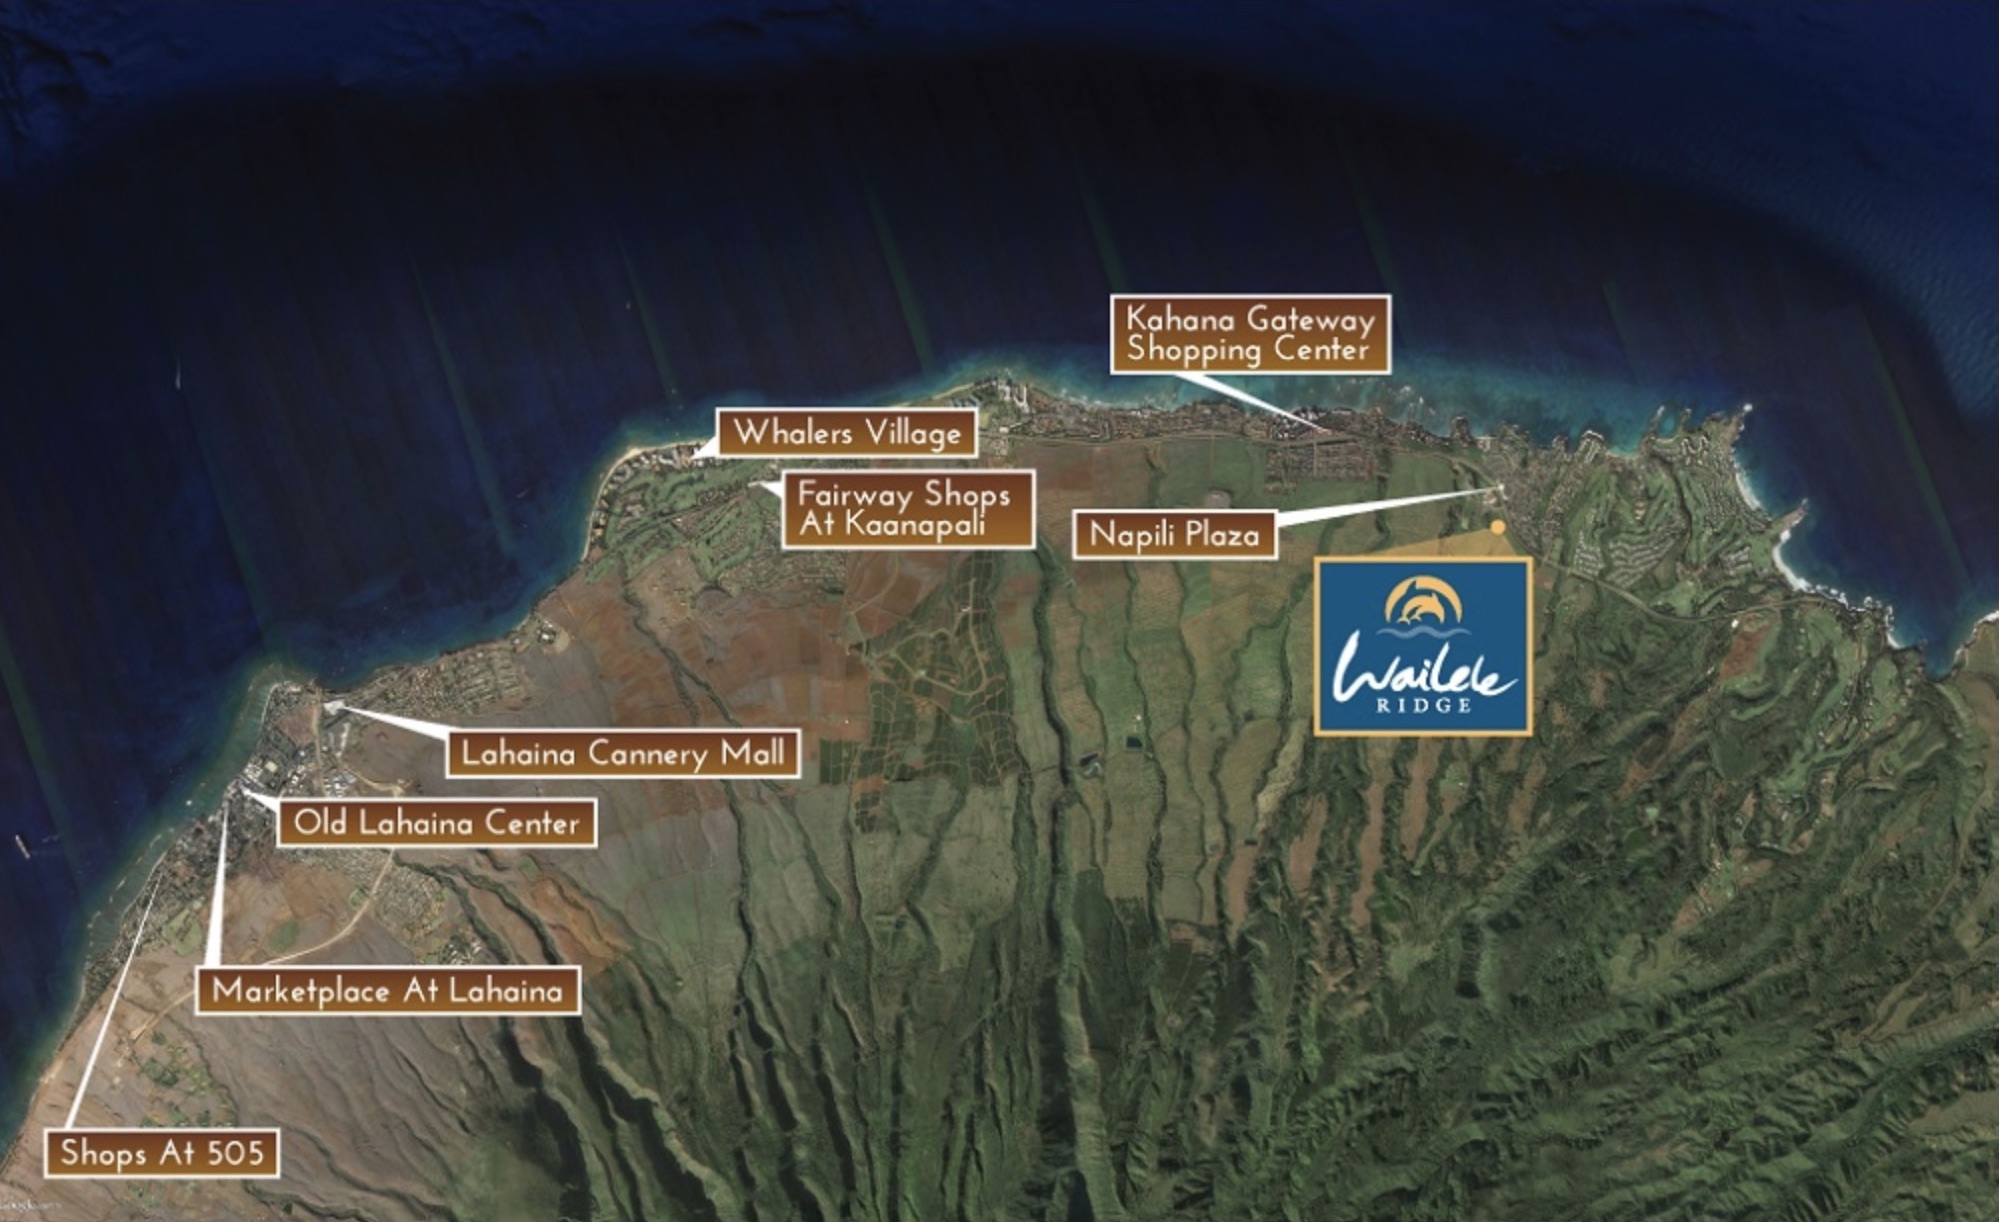 Kahana Gateway
Shopping Center
Whalers Village
Fairway Shops
At Kaanapali
Napili Plaza
Wailele
RIDGE
Lahaina Cannery Mall
Old Lahaina Center
Marketplace At Lahaina
Shops At 505